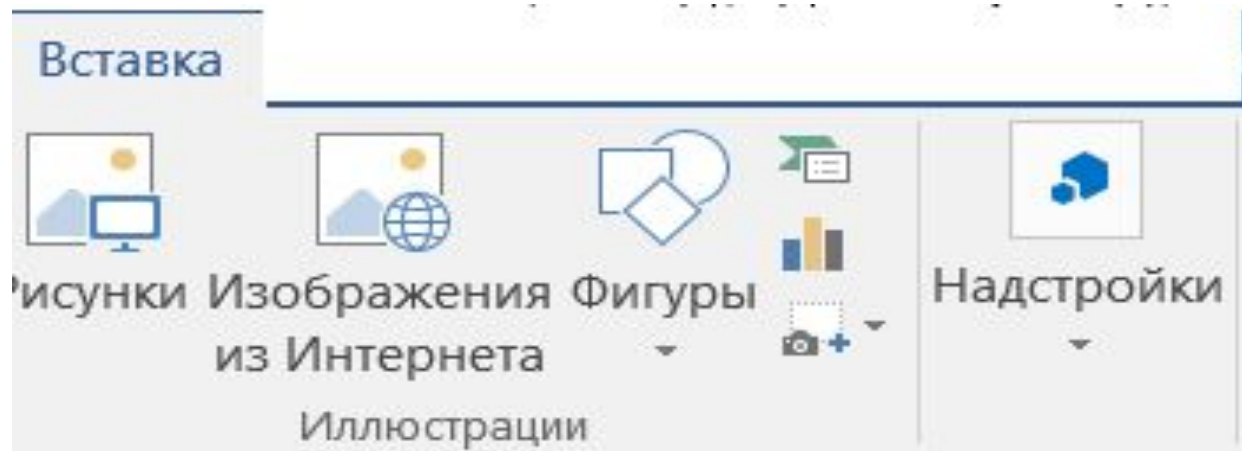 Вставка
Рисунки
Изображения
из Интернета
Фигуры
Надстройки
Иллюстрации